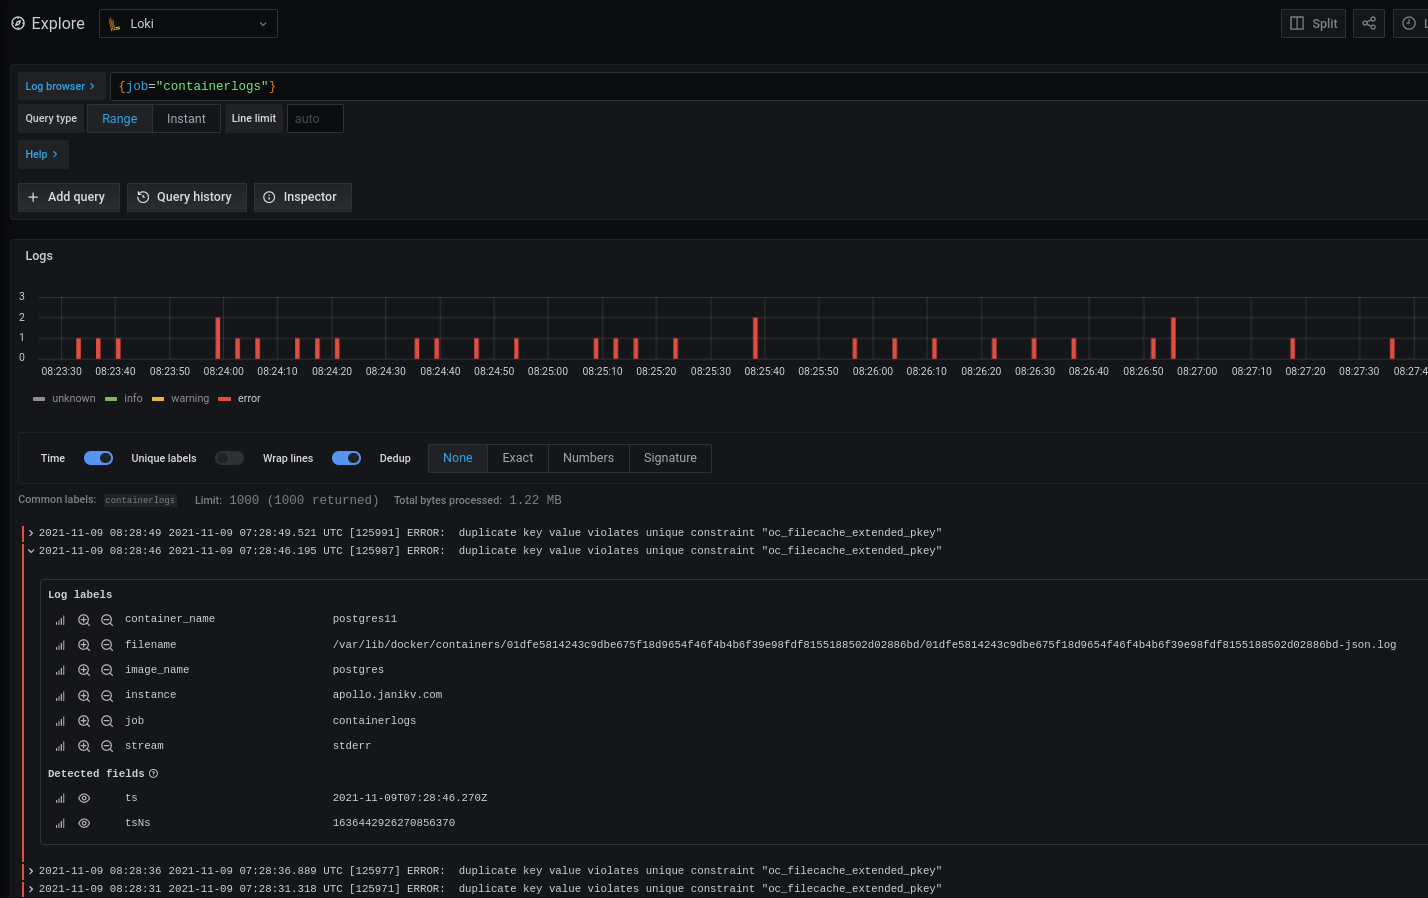 Explore Loki Split L
Log browser > {job="containerlogs"}
Query type Range Instant Line limit auto
Help >
+ Add query Query history Inspector
Logs
3
2
1
0
08:23:30 08:23:40 08:23:50 08:24:00 08:24:10 08:24:20 08:24:30 08:24:40 08:24:50 08:25:00 08:25:10 08:25:20 08:25:30 08:25:40 08:25:50 08:26:00 08:26:10 08:26:20 08:26:30 08:26:40 08:26:50 08:27:00 08:27:10 08:27:20 08:27:30 08:27:4
unknown info warning error
Time Unique labels Wrap lines Dedup None Exact Numbers Signature
Common labels: containerlogs Limit: 1000 (1000 returned) Total bytes processed: 1.22 MB
2021-11-09 08:28:49 2021-11-09 07:28:49.521 UTC [125991] ERROR: duplicate key value violates unique constraint "oc_filecache_extended_pkey"
2021-11-09 08:28:46 2021-11-09 07:28:46.195 UTC [125987] ERROR: duplicate key value violates unique constraint "oc_filecache_extended_pkey"
Log labels
container_name postgres11
filename /var/lib/docker/containers/01dfe5814243c9dbe675f18d9654f46f4b4b6f39e98fdf8155188502d02886bd/01dfe5814243c9dbe675f18d9654f46f4b4b6f39e98fdf8155188502d02886bd-json.log
image_name postgres
instance apollo.janikv.com
job containerlogs
stream stderr
Detected fields
ts 2021-11-09T07:28:46.270Z
tsNs 1636442926270856370
2021-11-09 08:28:36 2021-11-09 07:28:36.889 UTC [125977] ERROR: duplicate key value violates unique constraint "oc_filecache_extended_pkey"
2021-11-09 08:28:31 2021-11-09 07:28:31.318 UTC [125971] ERROR: duplicate key value violates unique constraint "oc_filecache_extended_pkey"